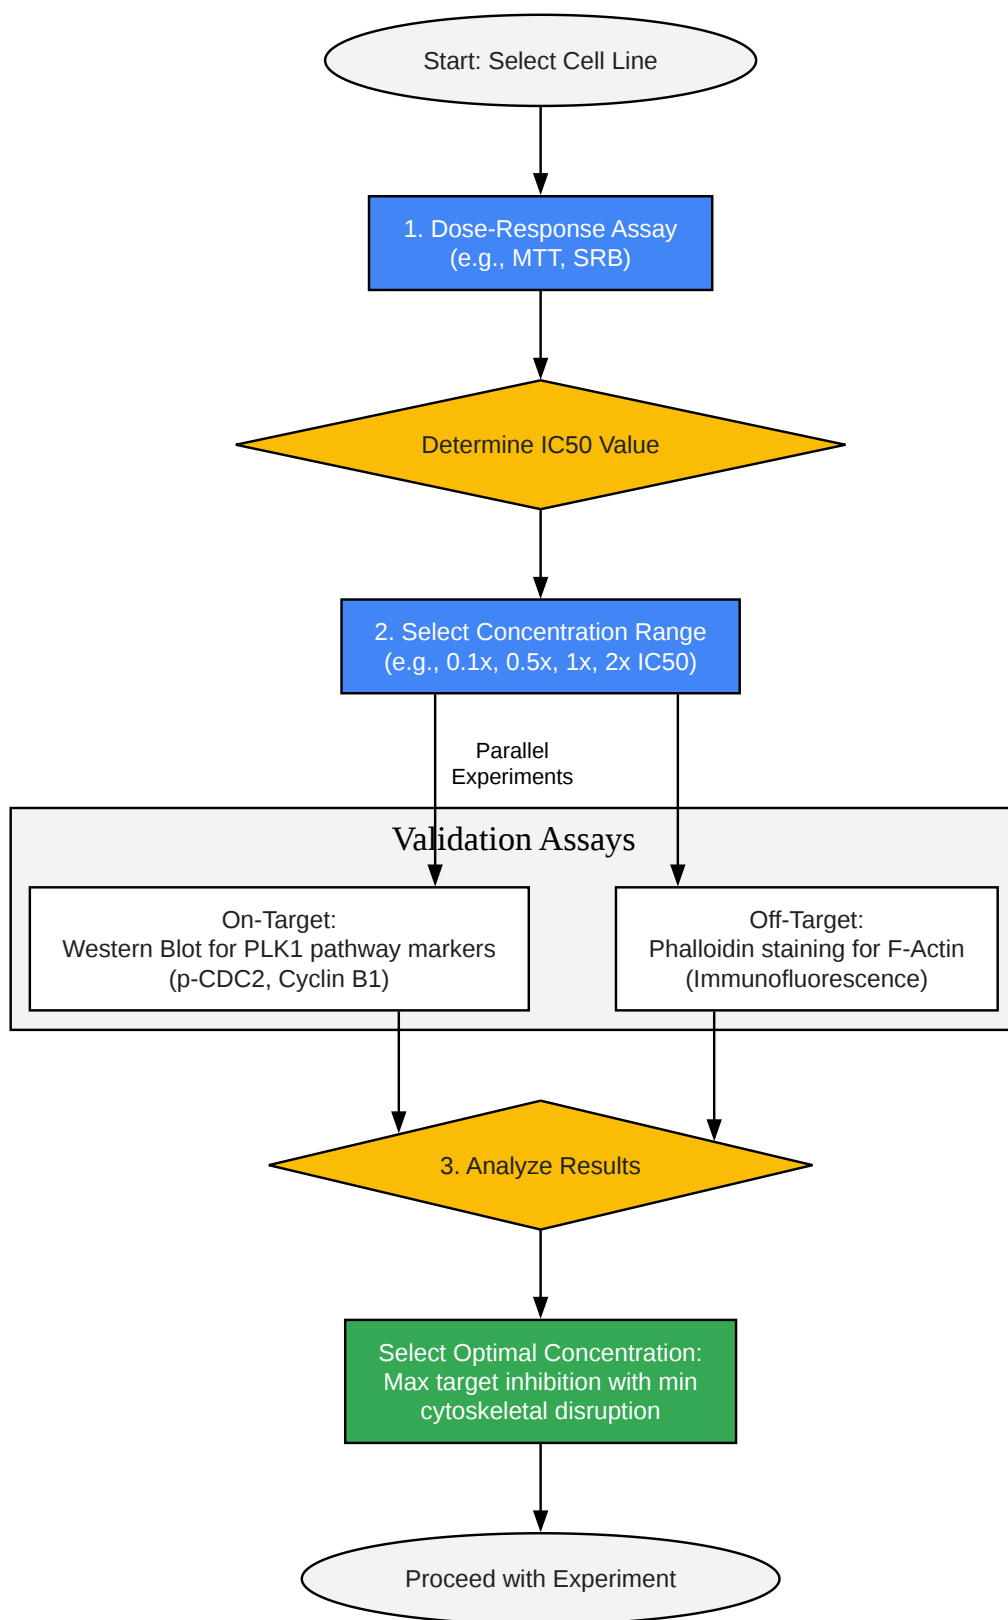 Start: Select Cell Line
1. Dose-Response Assay
(e.g., MTT, SRB)
Determine IC50 Value
2. Select Concentration Range
(e.g., 0.1x, 0.5x, 1x, 2x IC50)
Parallel
Experiments
Validation Assays
On-Target:
Western Blot for PLK1 pathway markers
(p-CDC2, Cyclin B1)
Off-Target:
Phalloidin staining for F-Actin
(Immunofluorescence)
3. Analyze Results
Select Optimal Concentration:
Max target inhibition with min
cytoskeletal disruption
Proceed with Experiment